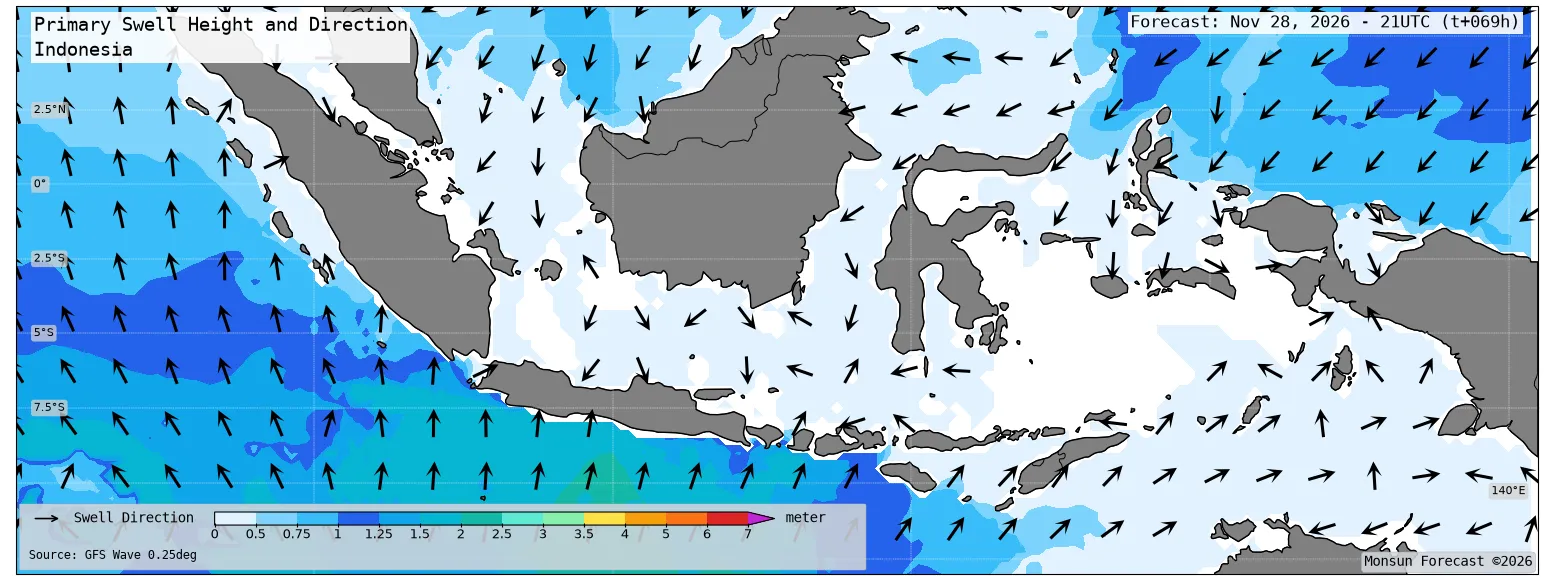 Primary Swell Height and Direction
Indonesia
Forecast: Nov 28, 2026 - 21UTC (t+069h)
2.5°N
0°
2.5°S
5°S
7.5°S
140°E
Swell Direction
0 0.5 0.75 1 1.25 1.5 2 2.5 3 3.5 4 5 6 7
meter
Source: GFS Wave 0.25deg
Monsun Forecast ©2026